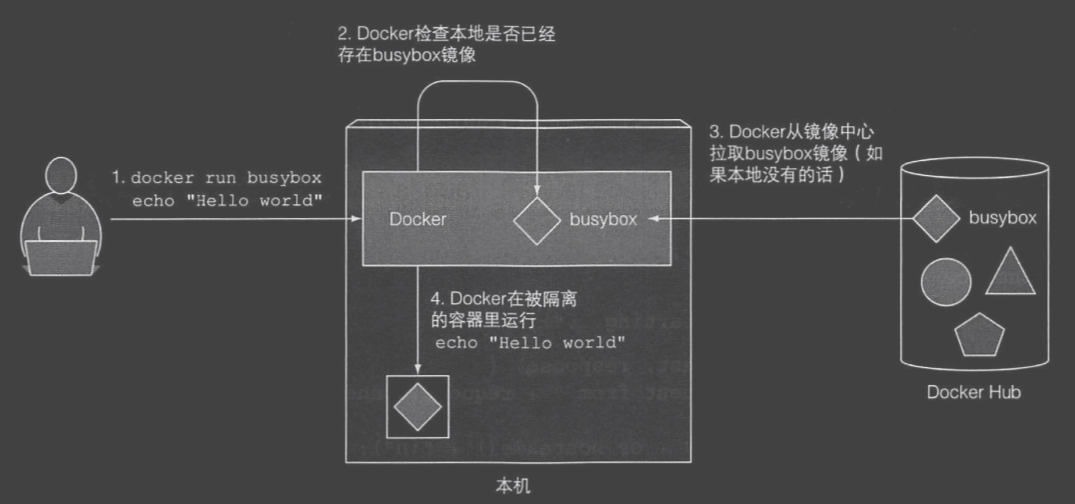 2. Docker检查本地是否已经
存在busybox镜像
3. Docker从镜像中心
拉取busybox镜像（如
果本地没有的话）
1. docker run busybox
echo "Hello world"
Docker
busybox
busybox
4. Docker在被隔离
的容器里运行
echo "Hello world"
Docker Hub
本机